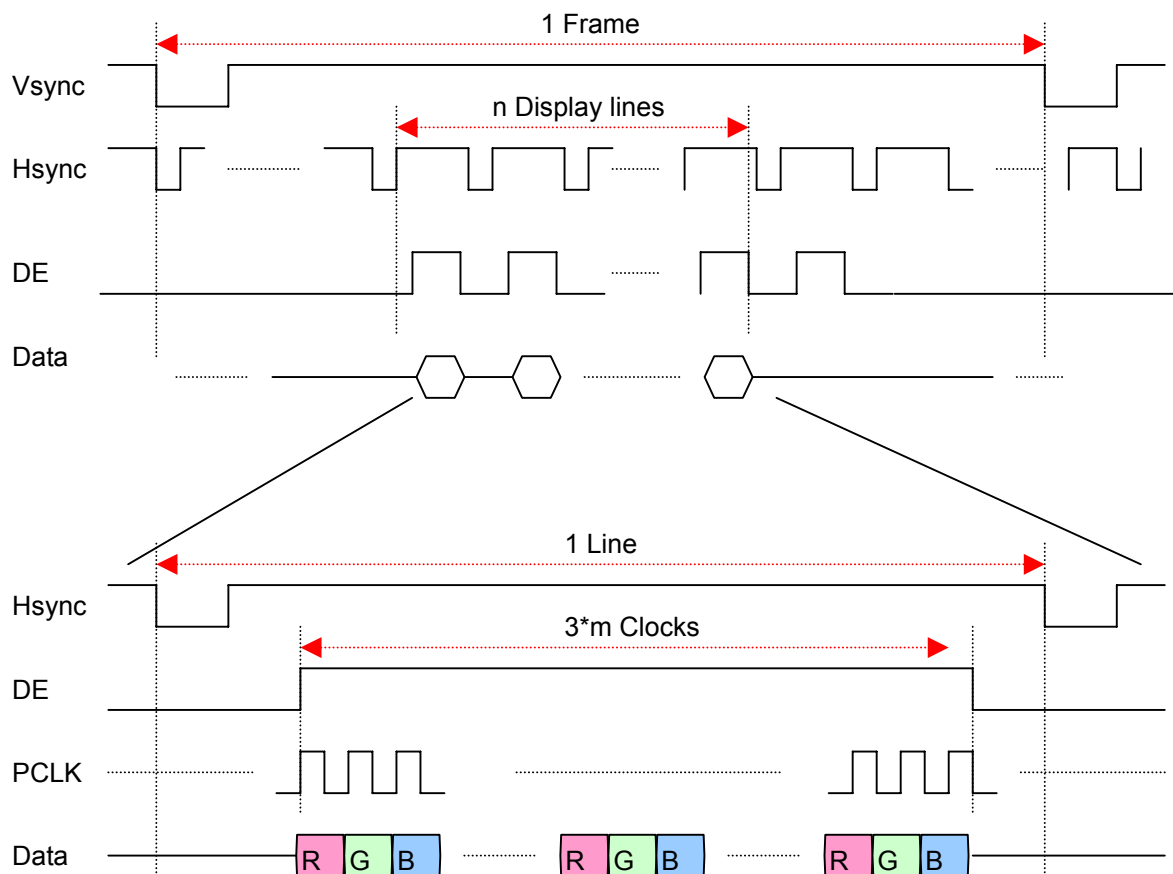 1 Frame
Vsync
n Display lines
Hsync
DE
Data
1 Line
Hsync
3*m Clocks
DE
PCLK
Data R G B R G B R G B